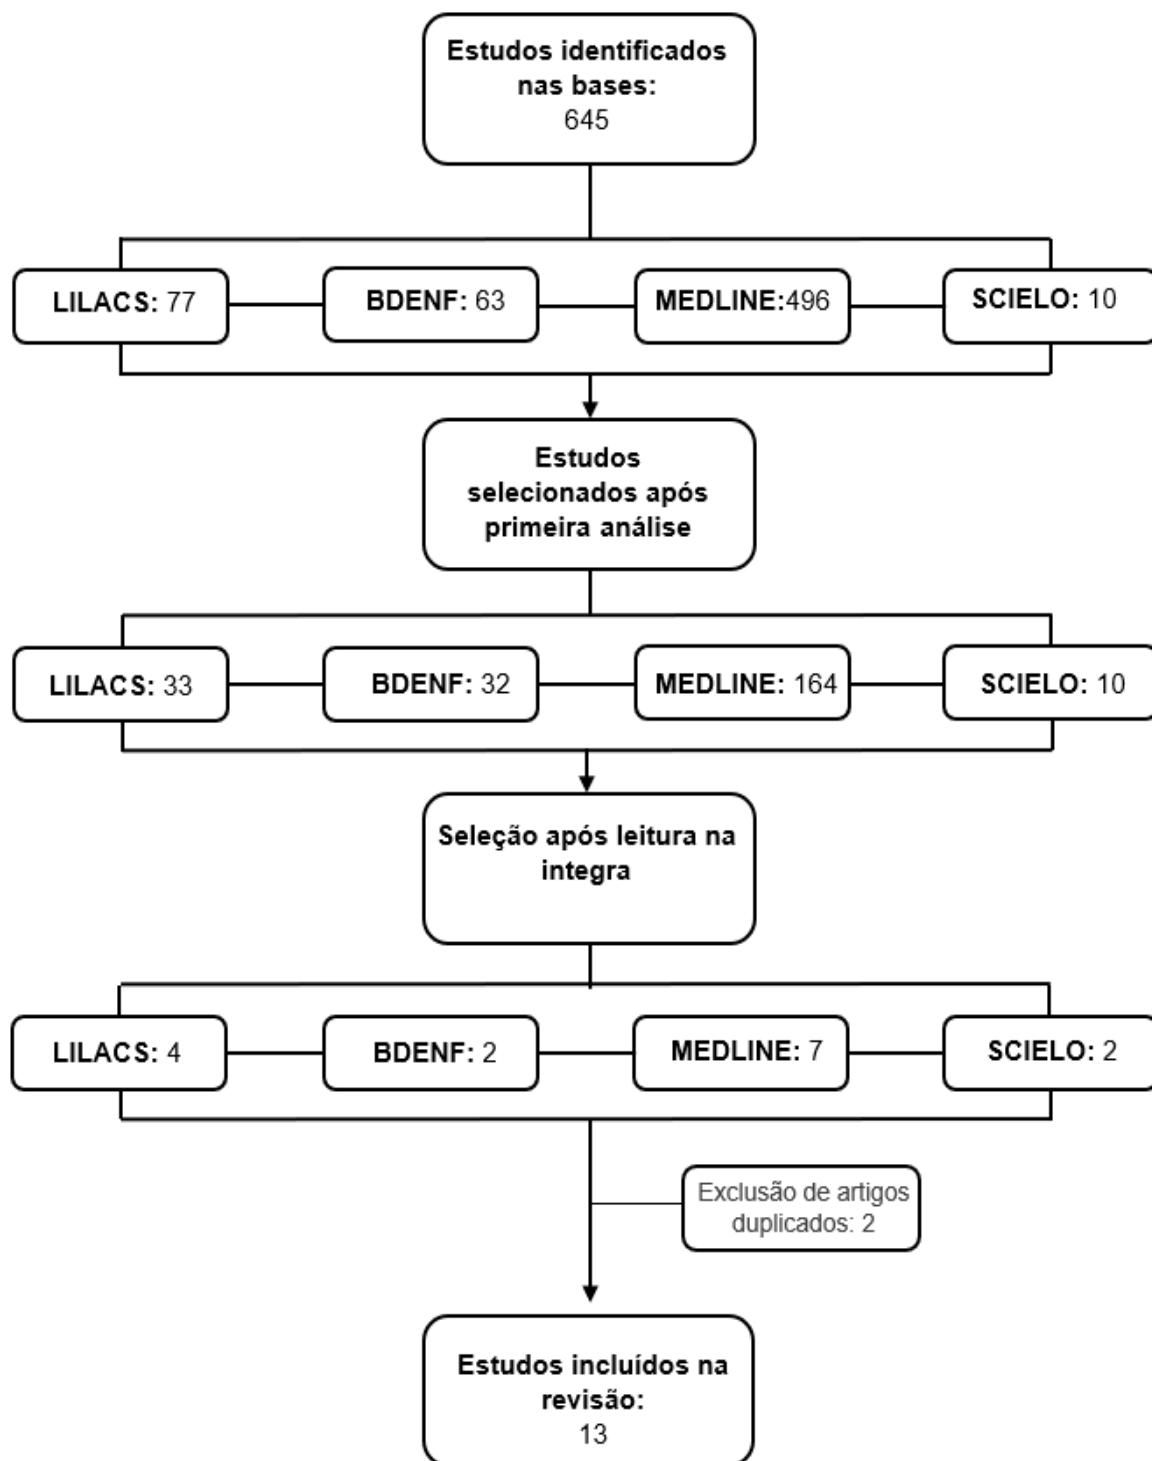 Estudos identificados
nas bases:
645
LILACS: 77
BDENF: 63
MEDLINE:496
SCIELO: 10
Estudos
selecionados após
primeira análise
LILACS: 33
BDENF: 32
MEDLINE: 164
SCIELO: 10
Seleção após leitura na
integra
LILACS: 4
BDENF: 2
MEDLINE: 7
SCIELO: 2
Exclusão de artigos
duplicados: 2
Estudos incluídos na
revisão:
13